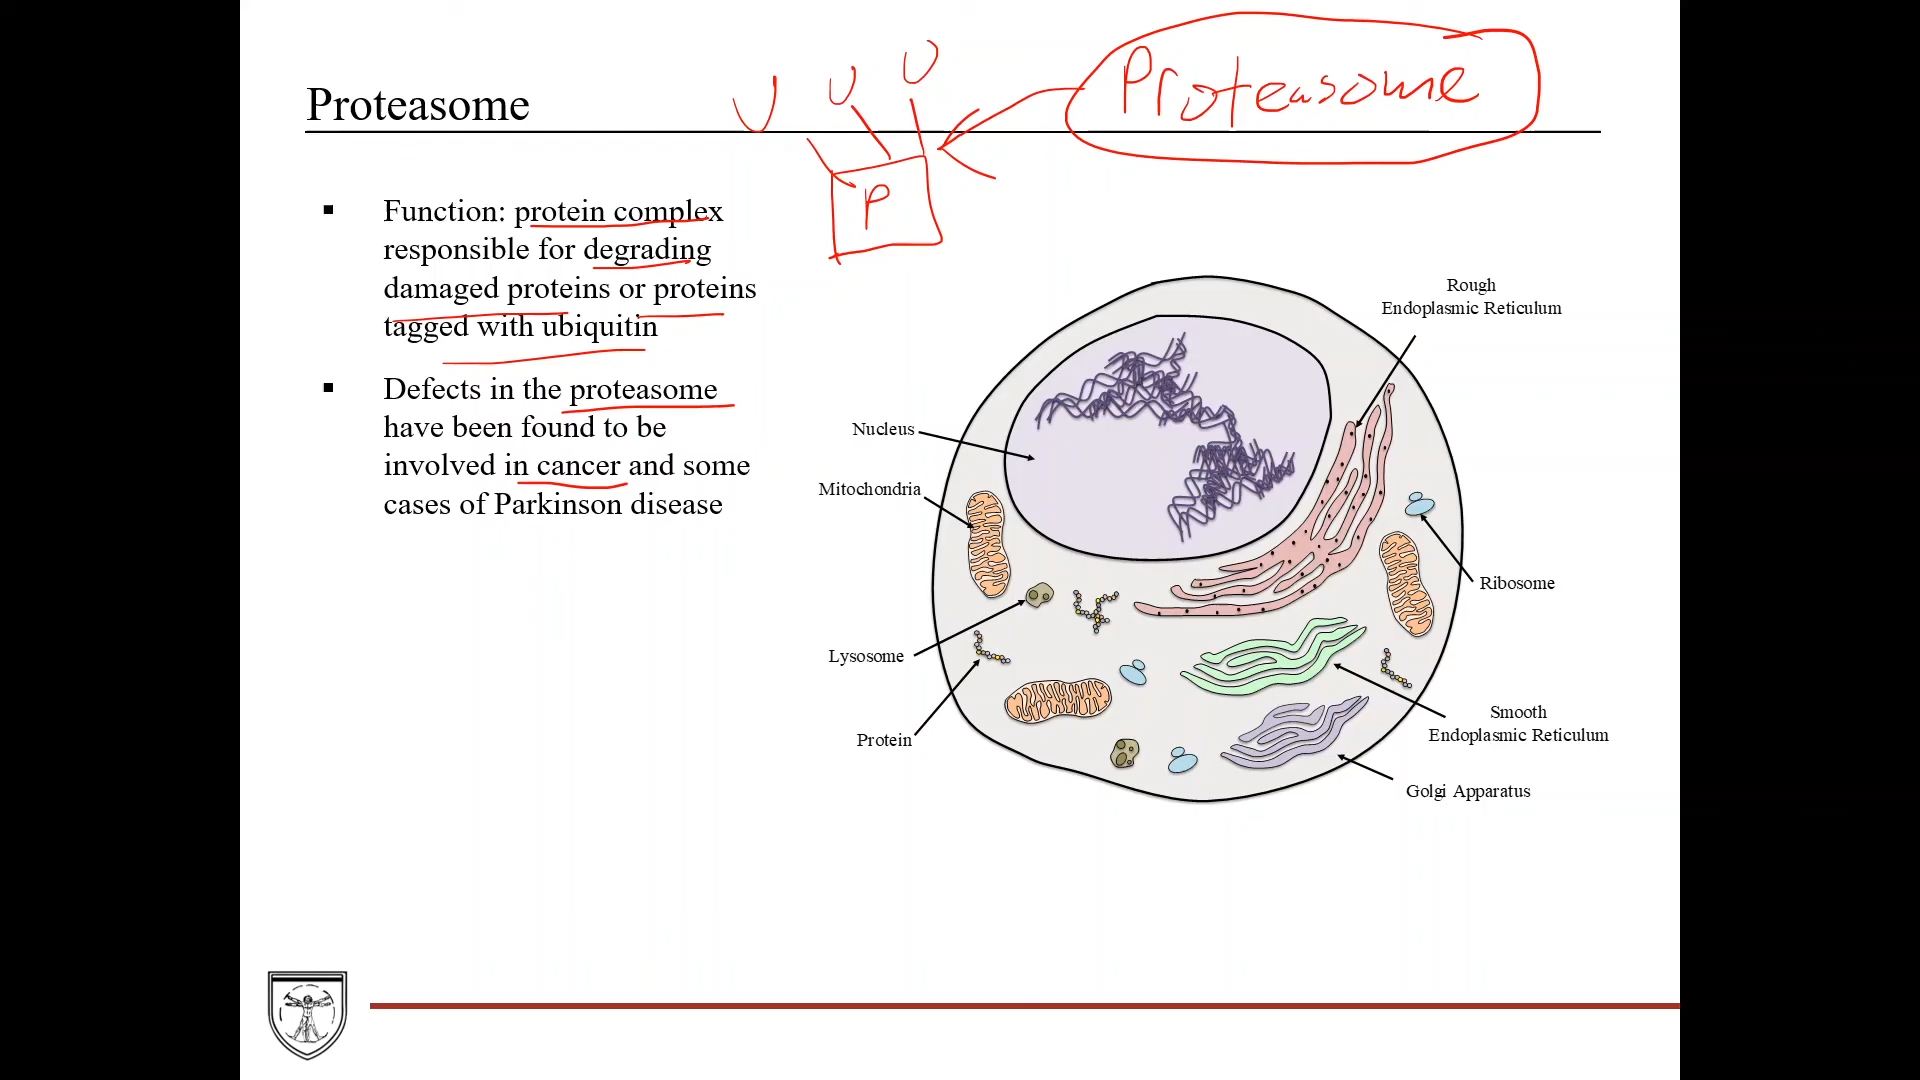 Proteasome
U U U
Proteasome
P
▪ Function: protein complex
responsible for degrading
damaged proteins or proteins
tagged with ubiquitin
▪ Defects in the proteasome
have been found to be
involved in cancer and some
cases of Parkinson disease
Rough
Endoplasmic Reticulum
Nucleus
Mitochondria
Ribosome
Lysosome
Protein
Smooth
Endoplasmic Reticulum
Golgi Apparatus